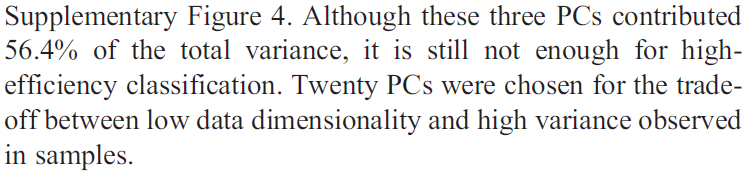 Supplementary Figure 4. Although these three PCs contributed
56.4% of the total variance, it is still not enough for high-
efficiency classification. Twenty PCs were chosen for the trade-
off between low data dimensionality and high variance observed
in samples.